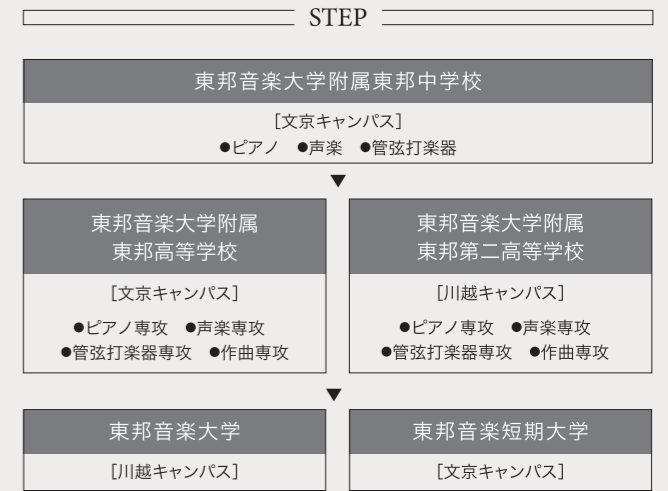 STEP
東邦音楽大学附属東邦中学校
[文京キャンパス]
●ピアノ ●声楽 ●管弦打楽器
▼
東邦音楽大学附属
東邦高等学校
[文京キャンパス]
●ピアノ専攻 ●声楽専攻
●管弦打楽器専攻 ●作曲専攻
東邦音楽大学附属
東邦第二高等学校
[川越キャンパス]
●ピアノ専攻 ●声楽専攻
●管弦打楽器専攻 ●作曲専攻
▼
東邦音楽大学
[川越キャンパス]
東邦音楽短期大学
[文京キャンパス]